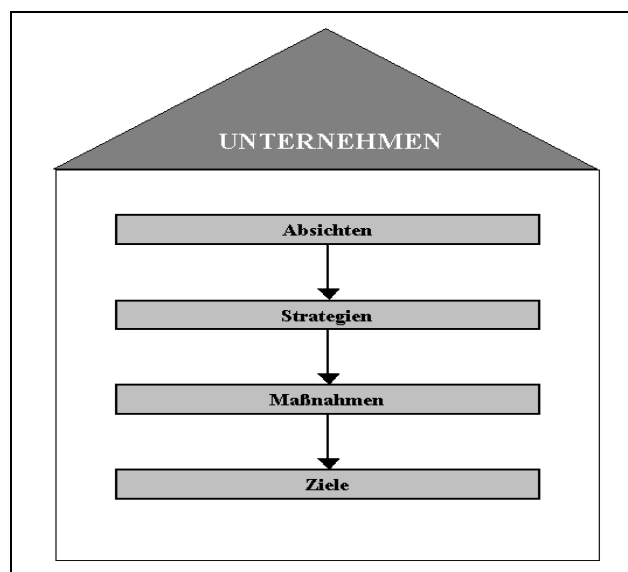 UNTERNEHMEN
Absichten
Strategien
Maßnahmen
Ziele